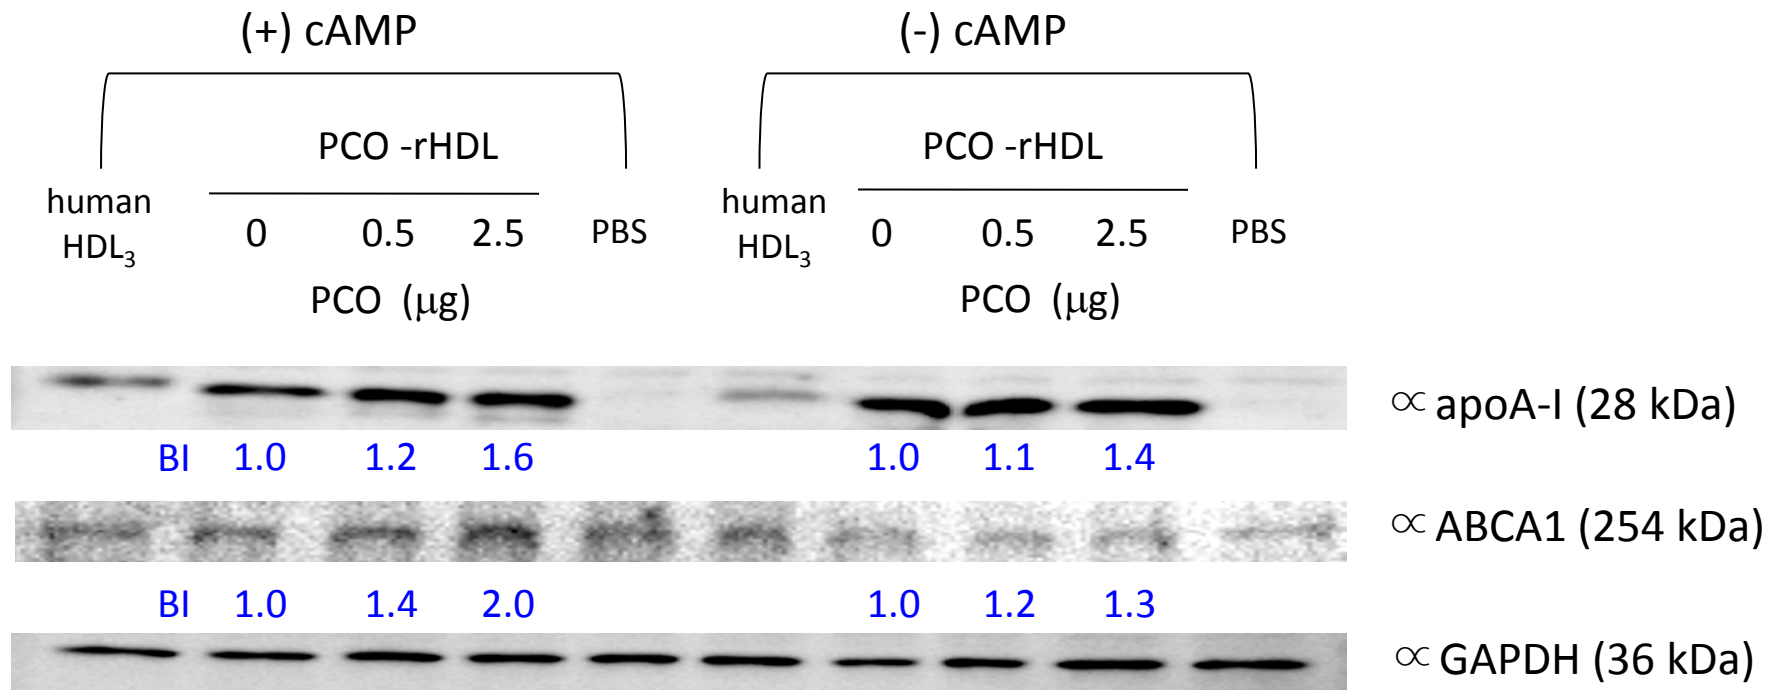 (+) cAMP (-) cAMP
PCO -rHDL PCO -rHDL
human HDL₃ 0 0.5 2.5 PBS human HDL₃ 0 0.5 2.5 PBS
PCO (μg) PCO (μg)
∝ apoA-I (28 kDa)
BI 1.0 1.2 1.6 1.0 1.1 1.4
∝ ABCA1 (254 kDa)
BI 1.0 1.4 2.0 1.0 1.2 1.3
∝ GAPDH (36 kDa)